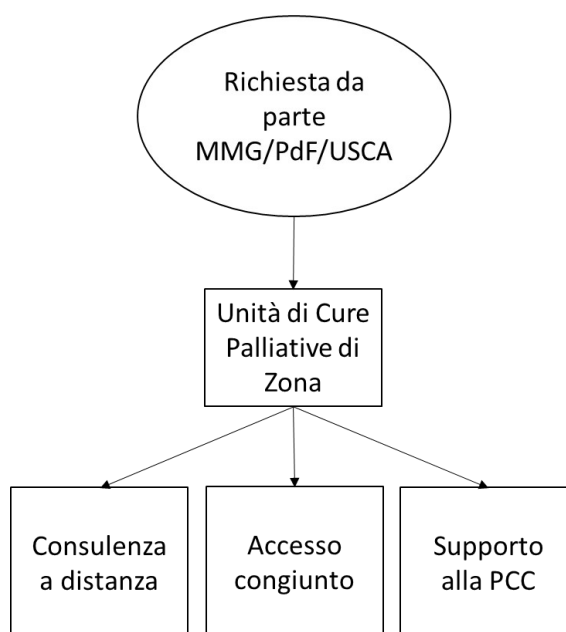 Richiesta da
parte
MMG/PdF/USCA
Unità di Cure
Palliative di
Zona
Consulenza
a distanza
Accesso
congiunto
Supporto
alla PCC